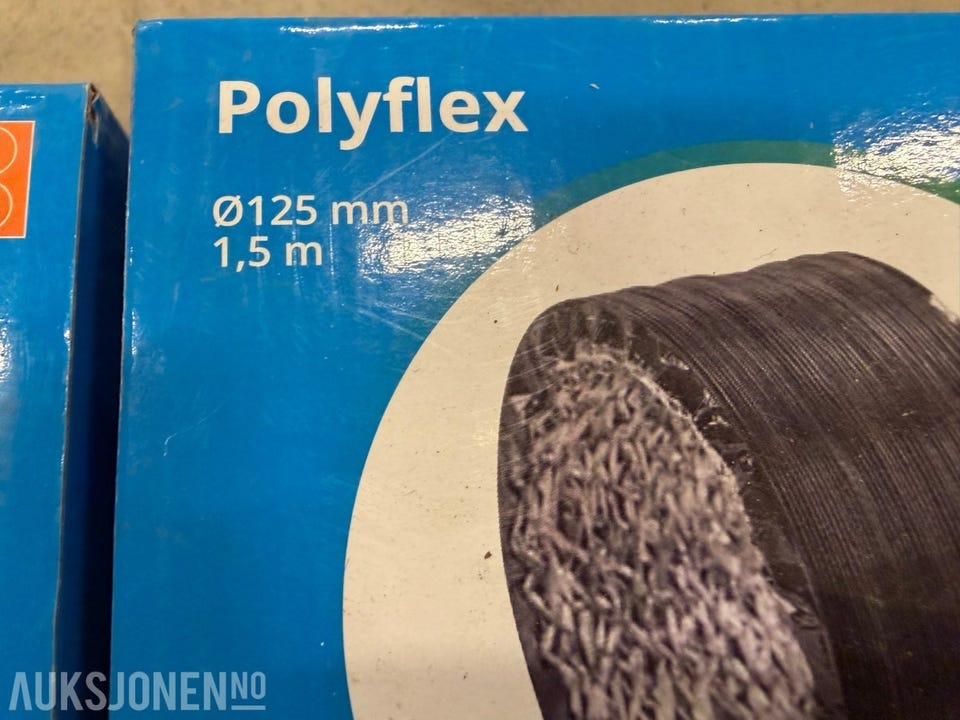 Polyflex
Ø125 mm
1,5 m
AUKSJONEN.NO